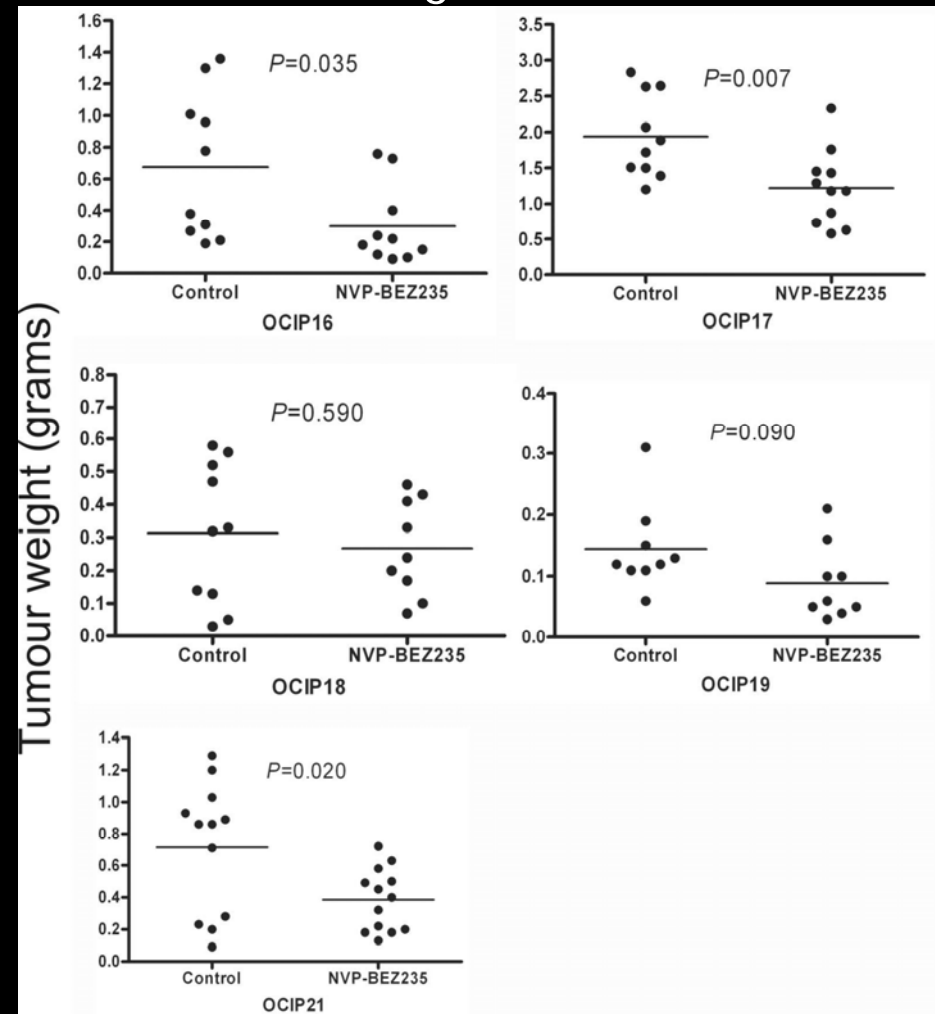 Tumour weight (grams)
1.6
1.4
1.2
1.0
0.8
0.6
0.4
0.2
0.0
P=0.035
Control
NVP-BEZ235
OCIP16
3.5
3.0
2.5
2.0
1.5
1.0
0.5
0.0
P=0.007
Control
NVP-BEZ235
OCIP17
0.8
0.7
0.6
0.5
0.4
0.3
0.2
0.1
0.0
P=0.590
Control
NVP-BEZ235
OCIP18
0.4
0.3
0.2
0.1
0.0
P=0.090
Control
NVP-BEZ235
OCIP19
1.4
1.2
1.0
0.8
0.6
0.4
0.2
0.0
P=0.020
Control
NVP-BEZ235
OCIP21